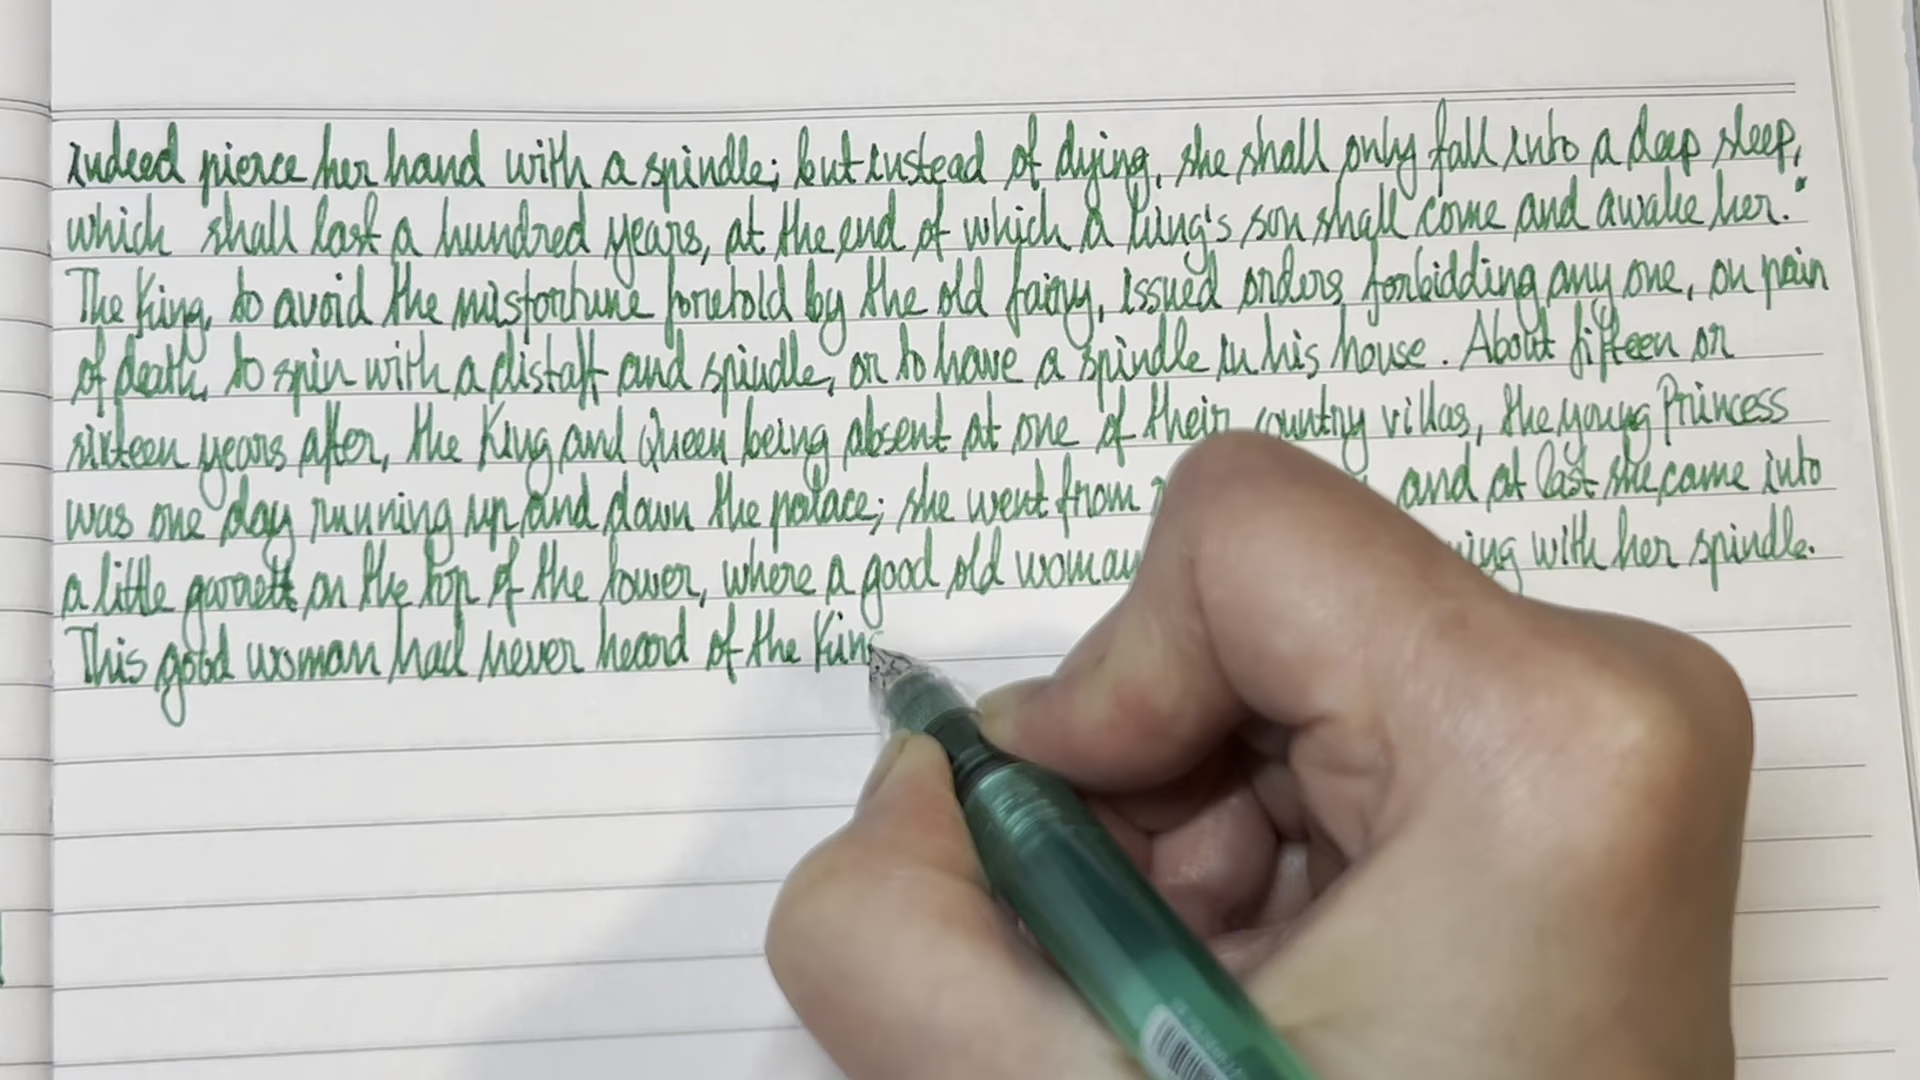 indeed pierce her hand with a spindle; but instead of dying, she shall only fall into a deep sleep,
which shall last a hundred years, at the end of which a king's son shall come and awake her."
The King, to avoid the misfortune foretold by the old fairy, issued orders forbidding any one, on pain
of death, to spin with a distaff and spindle, or to have a spindle in his house. About fifteen or
sixteen years after, the King and Queen being absent at one of their country villas, the young Princess
was one day running up and down the palace; she went from and at last she came into
a little garrett on the top of the tower, where a good old woman with her spindle.
This good woman had never heard of the King